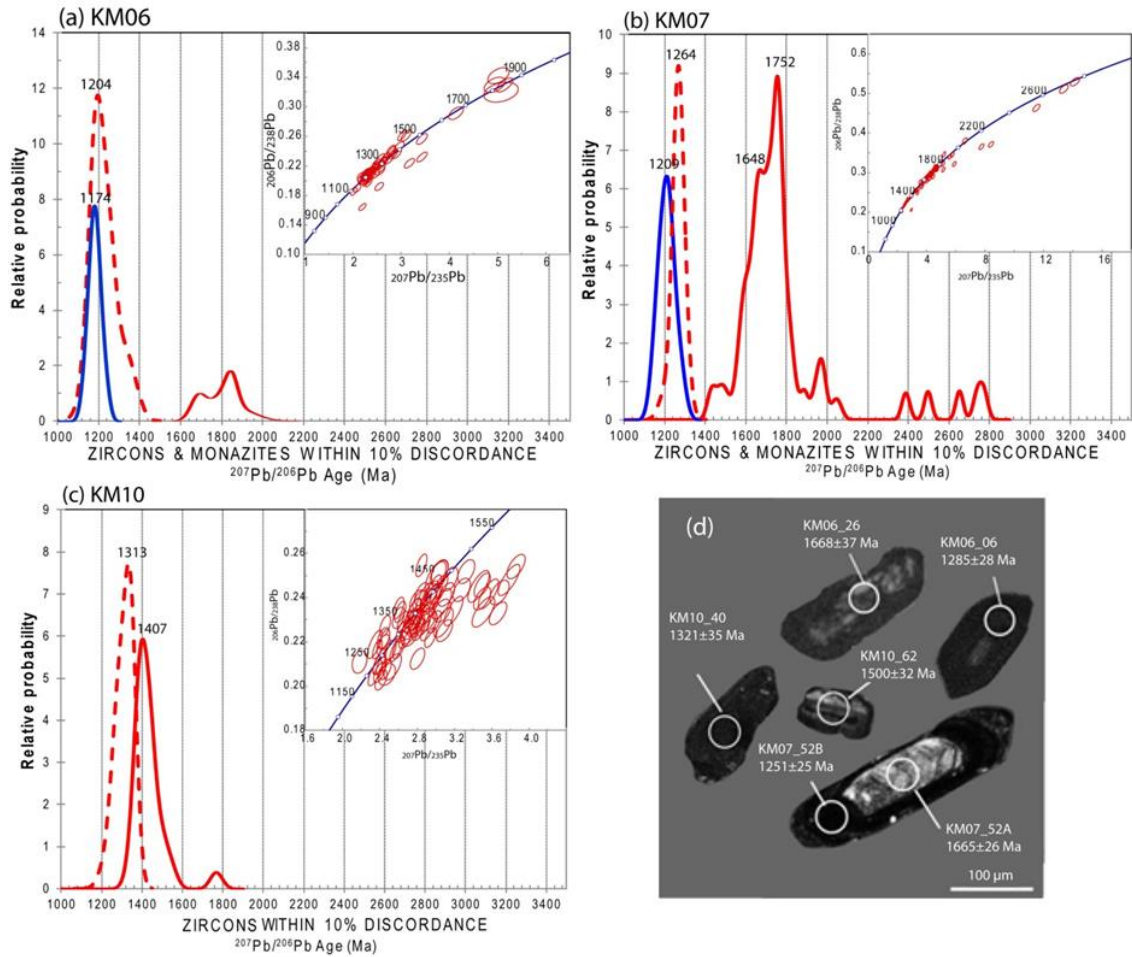 (a) KM06
14
12
10
8
6
4
2
0
Relative probability
1204
1174
1000 1200 1400 1600 1800 2000 2200 2400 2600 2800 3000 3200 3400
ZIRCONS & MONAZITES WITHIN 10% DISCORDANCE
207Pb/206Pb Age (Ma)
0.38
0.34
0.30
0.26
0.22
0.18
0.14
0.10
206Pb/238Pb
900
1100
1300
1500
1700
1900
1 2 3 4 5 6
207Pb/235Pb
(b) KM07
10
9
8
7
6
5
4
3
2
1
0
Relative probability
1264
1209
1648
1752
1000 1200 1400 1600 1800 2000 2200 2400 2600 2800 3000 3200 3400
ZIRCONS & MONAZITES WITHIN 10% DISCORDANCE
207Pb/206Pb Age (Ma)
0.6
0.5
0.4
0.3
0.2
0.1
206Pb/238Pb
1000
1400
1800
2200
2600
0 4 8 12 16
207Pb/235Pb
(c) KM10
9
8
7
6
5
4
3
2
1
0
Relative probability
1313
1407
1000 1200 1400 1600 1800 2000 2200 2400 2600 2800 3000 3200 3400
ZIRCONS WITHIN 10% DISCORDANCE
207Pb/206Pb Age (Ma)
0.26
0.24
0.22
0.20
0.18
206Pb/238Pb
1150
1250
1350
1450
1550
1.6 2.0 2.4 2.8 3.2 3.6 4.0
207Pb/235Pb
(d)
KM06_26
1668±37 Ma
KM06_06
1285±28 Ma
KM10_40
1321±35 Ma
KM10_62
1500±32 Ma
KM07_52B
1251±25 Ma
KM07_52A
1665±26 Ma
100 µm